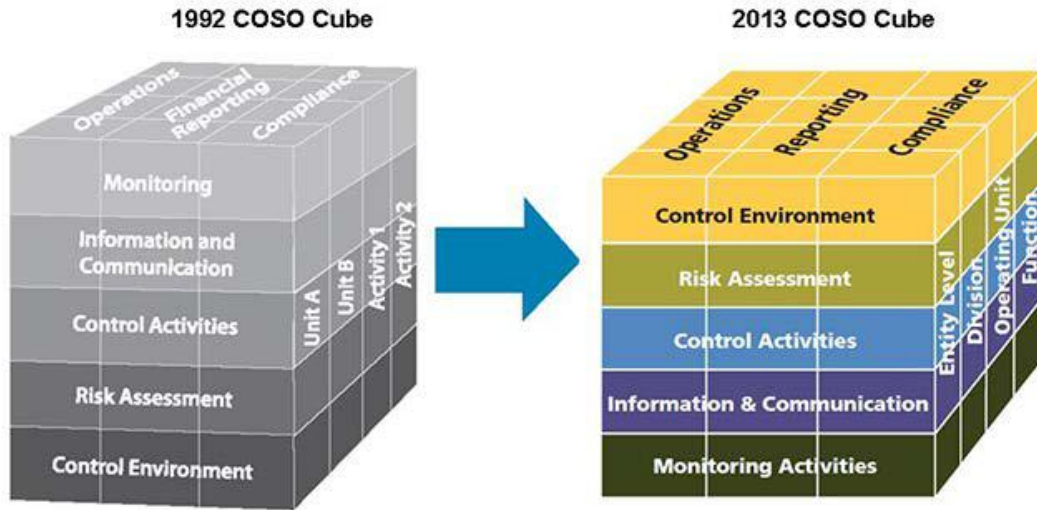 1992 COSO Cube
Operations
Financial
Reporting
Compliance
Monitoring
Information and
Communication
Control Activities
Risk Assessment
Control Environment
Unit A
Unit B
Activity 1
Activity 2
2013 COSO Cube
Operations
Reporting
Compliance
Control Environment
Risk Assessment
Control Activities
Information & Communication
Monitoring Activities
Entity Level
Division
Operating Unit
Function